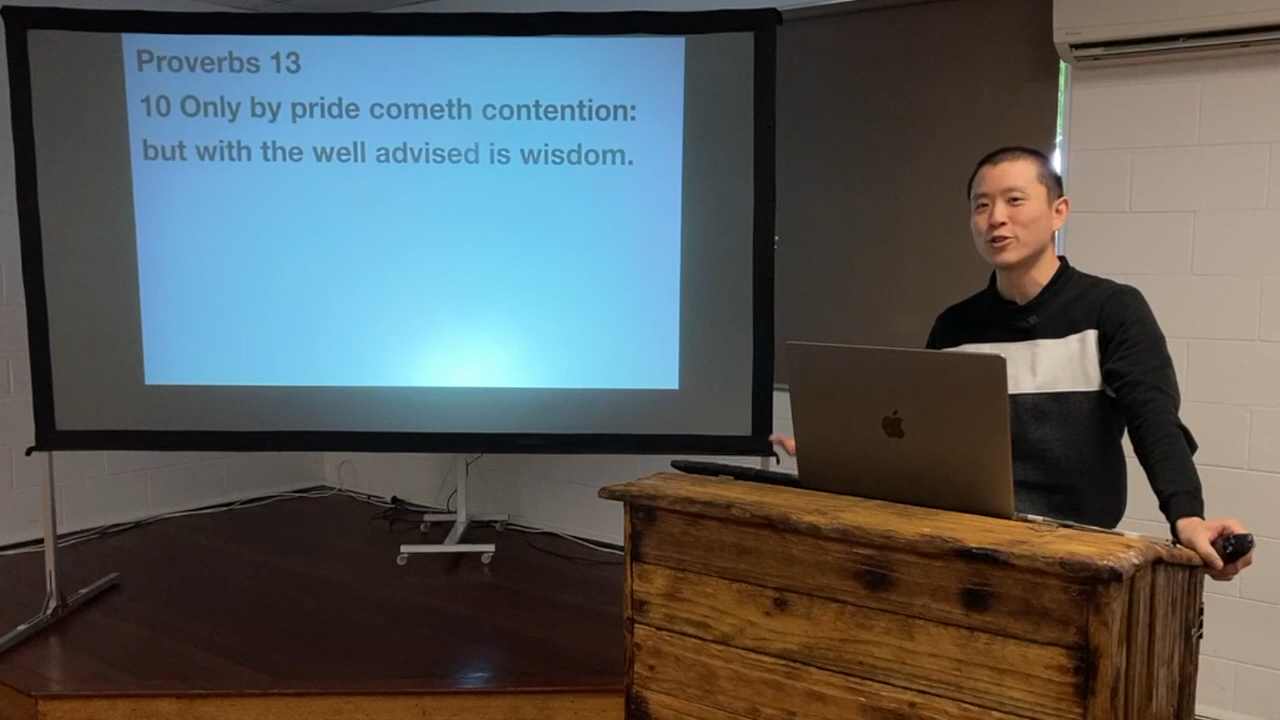 Proverbs 13
10 Only by pride cometh contention:
but with the well advised is wisdom.